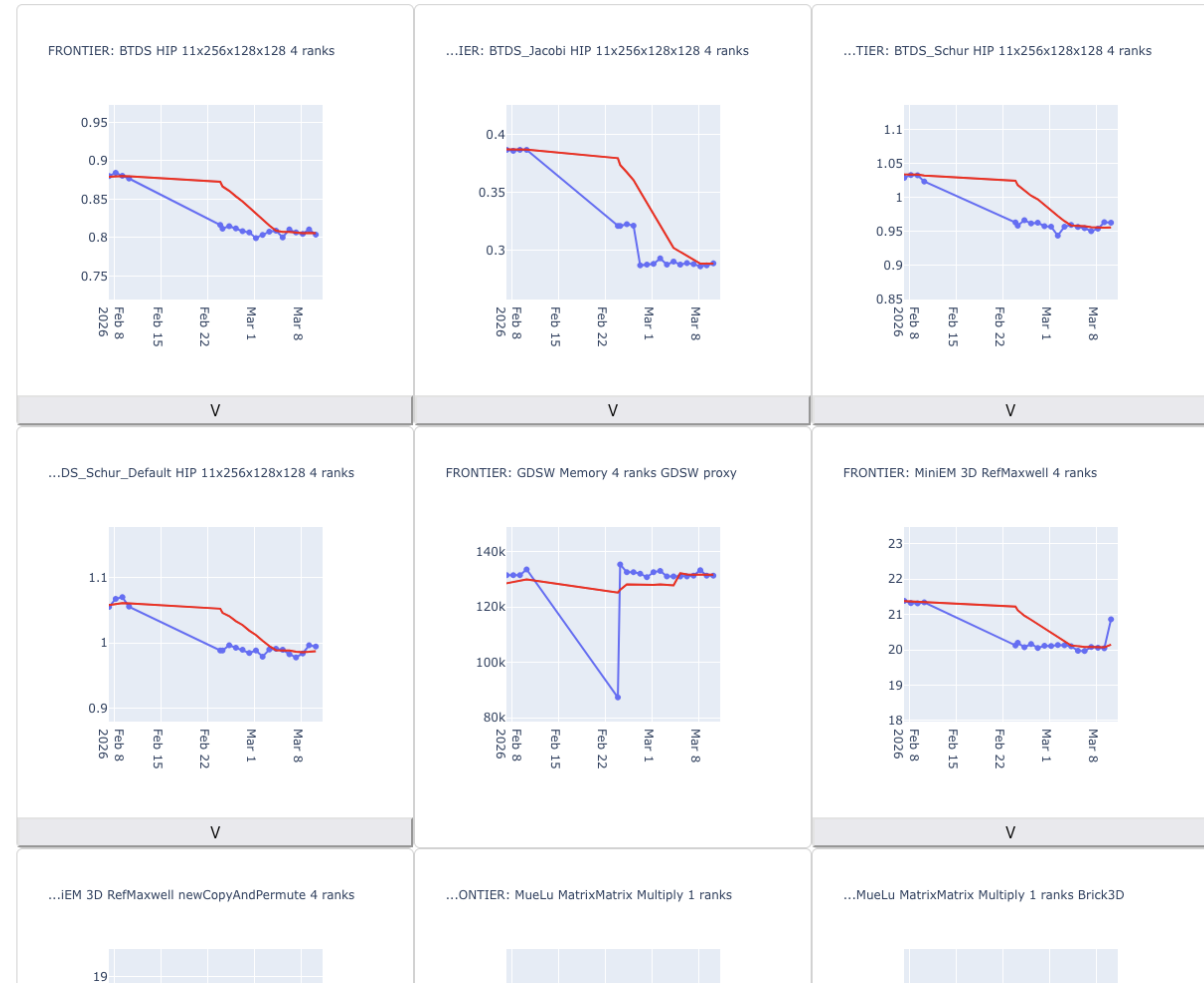 FRONTIER: BTDS HIP 11x256x128x128 4 ranks
0.95
0.9
0.85
0.8
0.75
Feb 8
2026
Feb 15
Feb 22
Mar 1
Mar 8
V
...IER: BTDS_Jacobi HIP 11x256x128x128 4 ranks
0.4
0.35
0.3
Feb 8
2026
Feb 15
Feb 22
Mar 1
Mar 8
V
...TIER: BTDS_Schur HIP 11x256x128x128 4 ranks
1.1
1.05
1
0.95
0.9
0.85
Feb 8
2026
Feb 15
Feb 22
Mar 1
Mar 8
V
...DS_Schur_Default HIP 11x256x128x128 4 ranks
1.1
1
0.9
Feb 8
2026
Feb 15
Feb 22
Mar 1
Mar 8
V
FRONTIER: GDSW Memory 4 ranks GDSW proxy
140k
120k
100k
80k
Feb 8
2026
Feb 15
Feb 22
Mar 1
Mar 8
FRONTIER: MiniEM 3D RefMaxwell 4 ranks
23
22
21
20
19
18
Feb 8
2026
Feb 15
Feb 22
Mar 1
Mar 8
V
...iEM 3D RefMaxwell newCopyAndPermute 4 ranks
19
...ONTIER: MueLu MatrixMatrix Multiply 1 ranks
...MueLu MatrixMatrix Multiply 1 ranks Brick3D